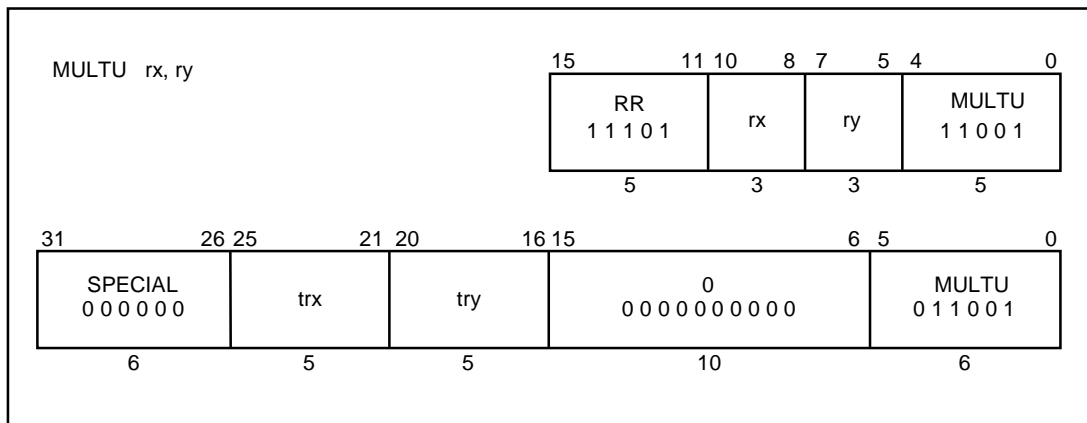 MULTU rx, ry
15 11 10 8 7 5 4 0
RR rx ry MULTU
1 1 1 0 1 1 1 0 0 1
5 3 3 5
31 26 25 21 20 16 15 6 5 0
SPECIAL trx try 0 MULTU
0 0 0 0 0 0 0 0 0 0 0 0 0 0 0 0 0 1 1 0 0 1
6 5 5 10 6